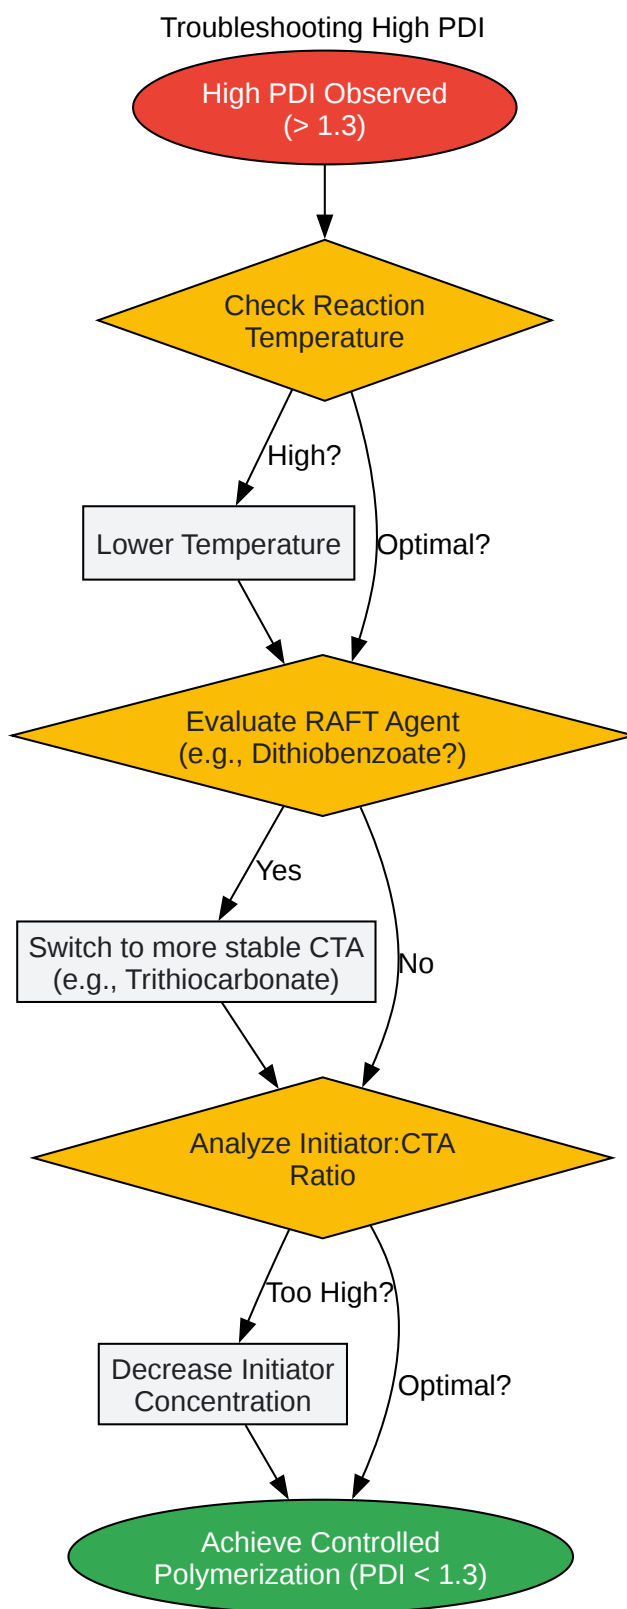 Troubleshooting High PDI
High PDI Observed
(> 1.3)
Check Reaction
Temperature
High?
Lower Temperature
Optimal?
Evaluate RAFT Agent
(e.g., Dithiobenzoate?)
Yes
Switch to more stable CTA
(e.g., Trithiocarbonate)
No
Analyze Initiator:CTA
Ratio
Too High?
Decrease Initiator
Concentration
Optimal?
Achieve Controlled
Polymerization (PDI < 1.3)